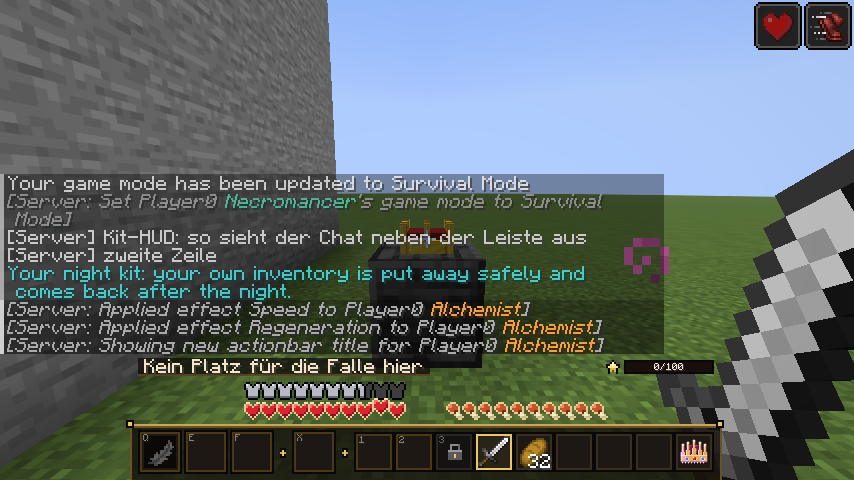 Your game mode has been updated to Survival Mode
[Server: Set Player0 Necromancer's game mode to Survival
Mode]
[Server] Kit-HUD: so sieht der Chat neben der Leiste aus
[Server] zweite Zeile
Your night kit: your own inventory is put away safely and
comes back after the night.
[Server: Applied effect Speed to Player0 Alchemist]
[Server: Applied effect Regeneration to Player0 Alchemist]
[Server: Showing new actionbar title for Player0 Alchemist]
Kein Platz für die Falle hier
0/100
Q E F X 1 2 3
32